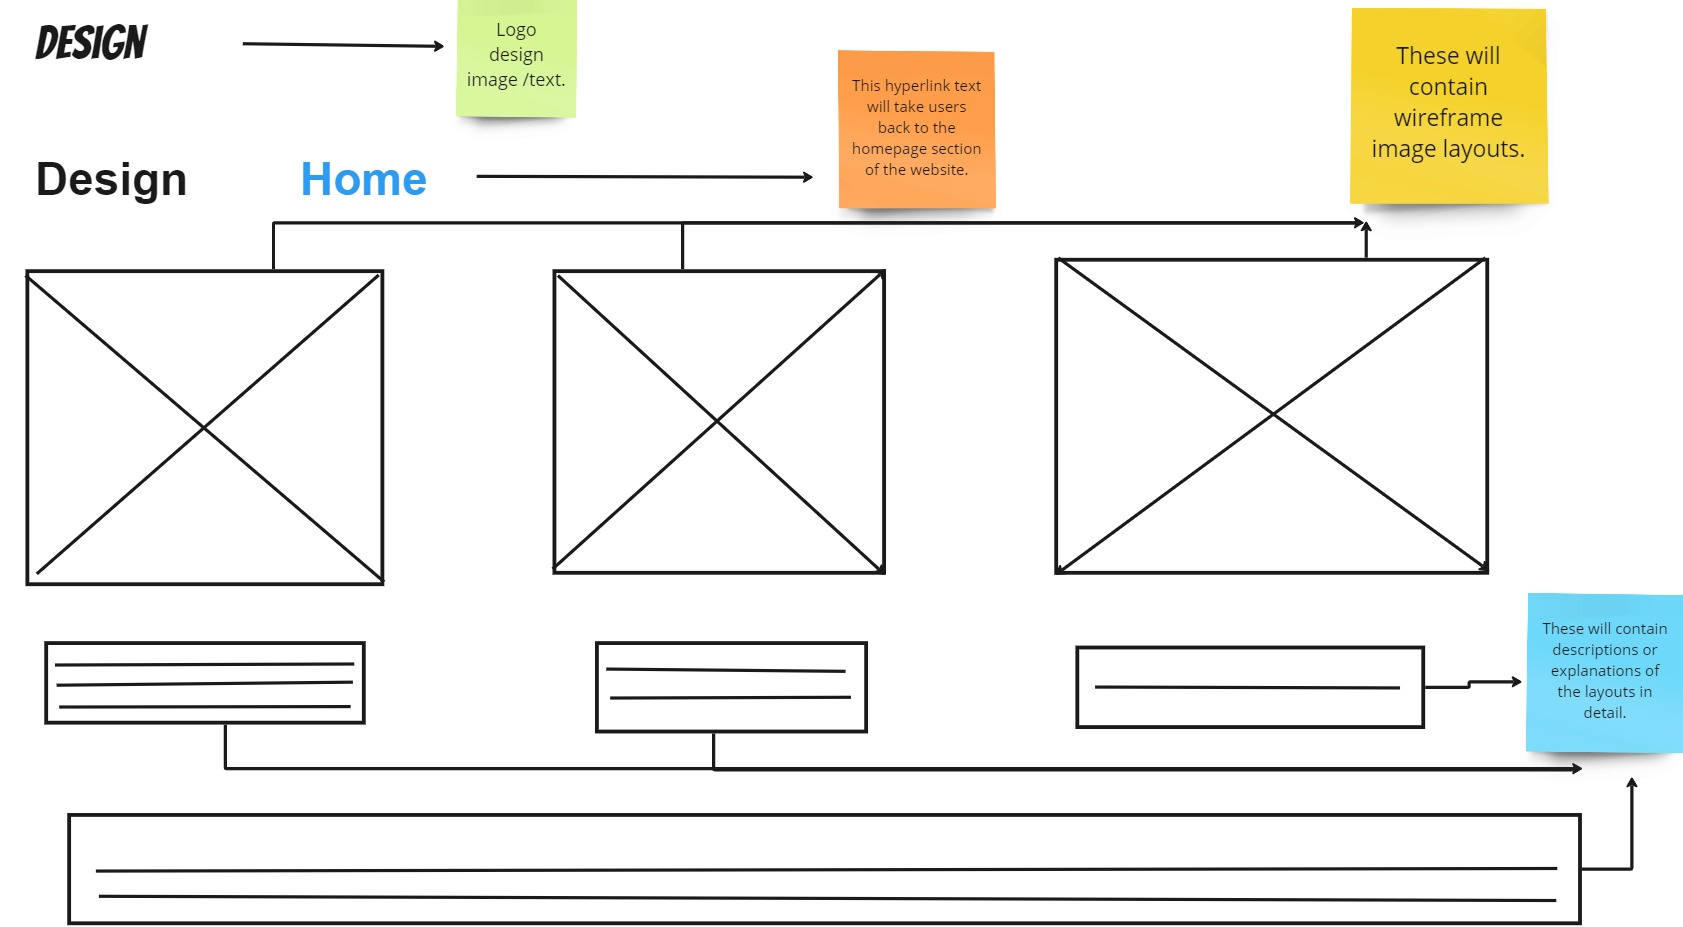 DESIGN
Logo
design
image /text.
This hyperlink text
will take users
back to the
homepage section
of the website.
These will
contain
wireframe
image layouts.
Design
Home
These will contain
descriptions or
explanations of
the layouts in
detail.